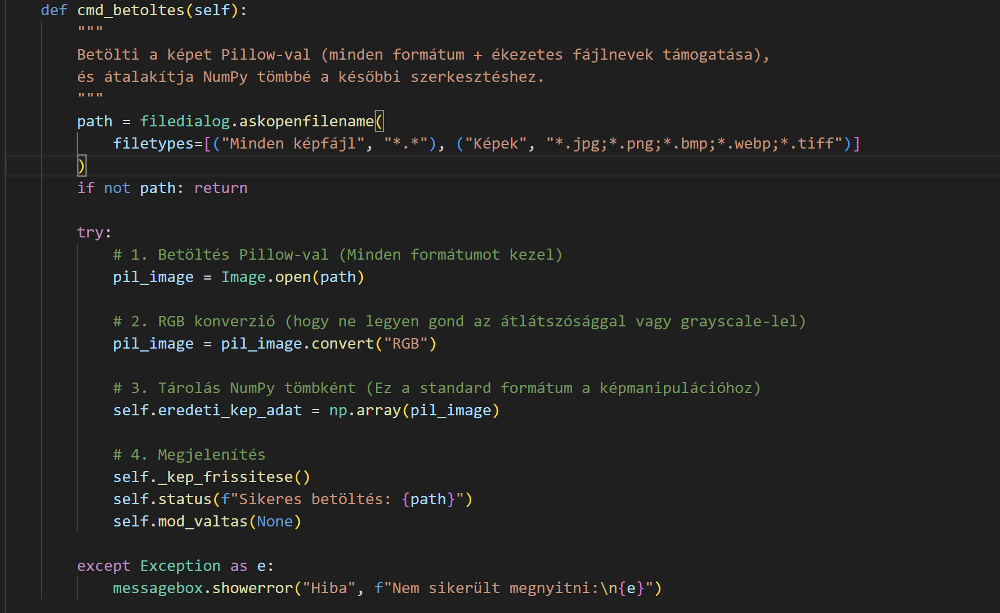 def cmd_betoltes(self):
"""
Betölti a képet Pillow-val (minden formátum + ékezetes fájlnevek támogatása),
és átalakítja NumPy tömbbé a későbbi szerkesztéshez.
"""
path = filedialog.askopenfilename(
filetypes=[("Minden képfájl", "*.*"), ("Képek", "*.jpg;*.png;*.bmp;*.webp;*.tiff")]
)
if not path: return
try:
# 1. Betöltés Pillow-val (Minden formátumot kezel)
pil_image = Image.open(path)
# 2. RGB konverzió (hogy ne legyen gond az átlátszósággal vagy grayscale-lel)
pil_image = pil_image.convert("RGB")
# 3. Tárolás NumPy tömbként (Ez a standard formátum a képmanipulációhoz)
self.eredeti_kep_adat = np.array(pil_image)
# 4. Megjelenítés
self._kep_frissitese()
self.status(f"Sikeres betöltés: {path}")
self.mod_valtas(None)
except Exception as e:
messagebox.showerror("Hiba", f"Nem sikerült megnyitni:\n{e}")